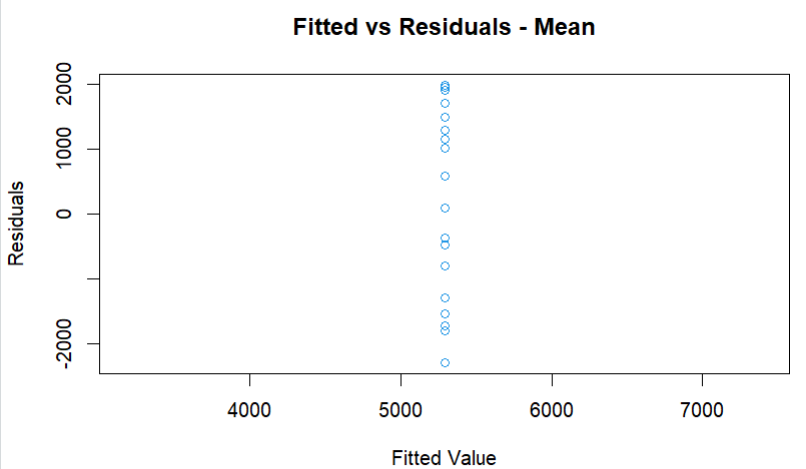 Fitted vs Residuals - Mean
2000
1000
0
-2000
Residuals
4000 5000 6000 7000
Fitted Value